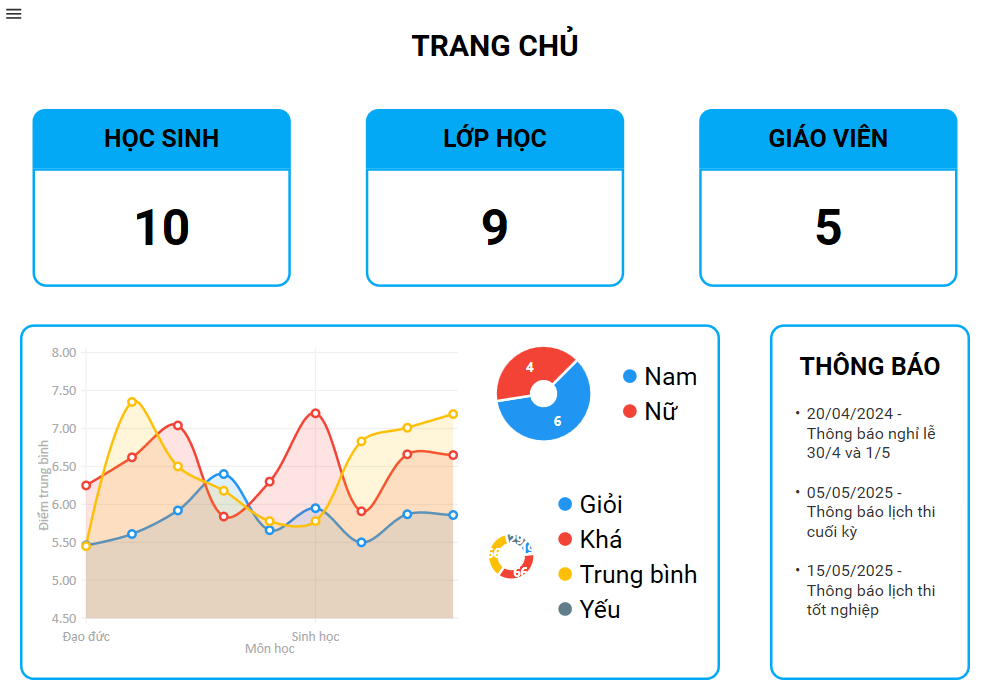 TRANG CHỦ
HỌC SINH
LỚP HỌC
GIÁO VIÊN
10
9
5
8.00
7.50
7.00
6.50
6.00
5.50
5.00
4.50
Điểm trung bình
Đạo đức
Sinh học
Môn học
4
6
Nam
Nữ
Giỏi
Khá
Trung bình
Yếu
THÔNG BÁO
• 20/04/2024 -
Thông báo nghỉ lễ
30/4 và 1/5
• 05/05/2025 -
Thông báo lịch thi
cuối kỳ
• 15/05/2025 -
Thông báo lịch thi
tốt nghiệp